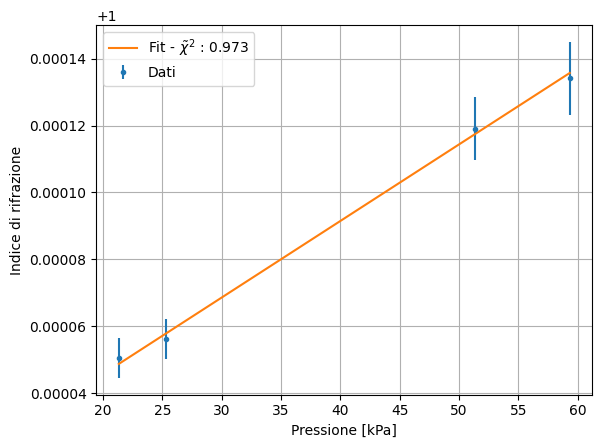 +1
Fit - χ̃² : 0.973
Dati
0.00014
0.00012
0.00010
0.00008
0.00006
0.00004
Indice di rifrazione
20 25 30 35 40 45 50 55 60
Pressione [kPa]